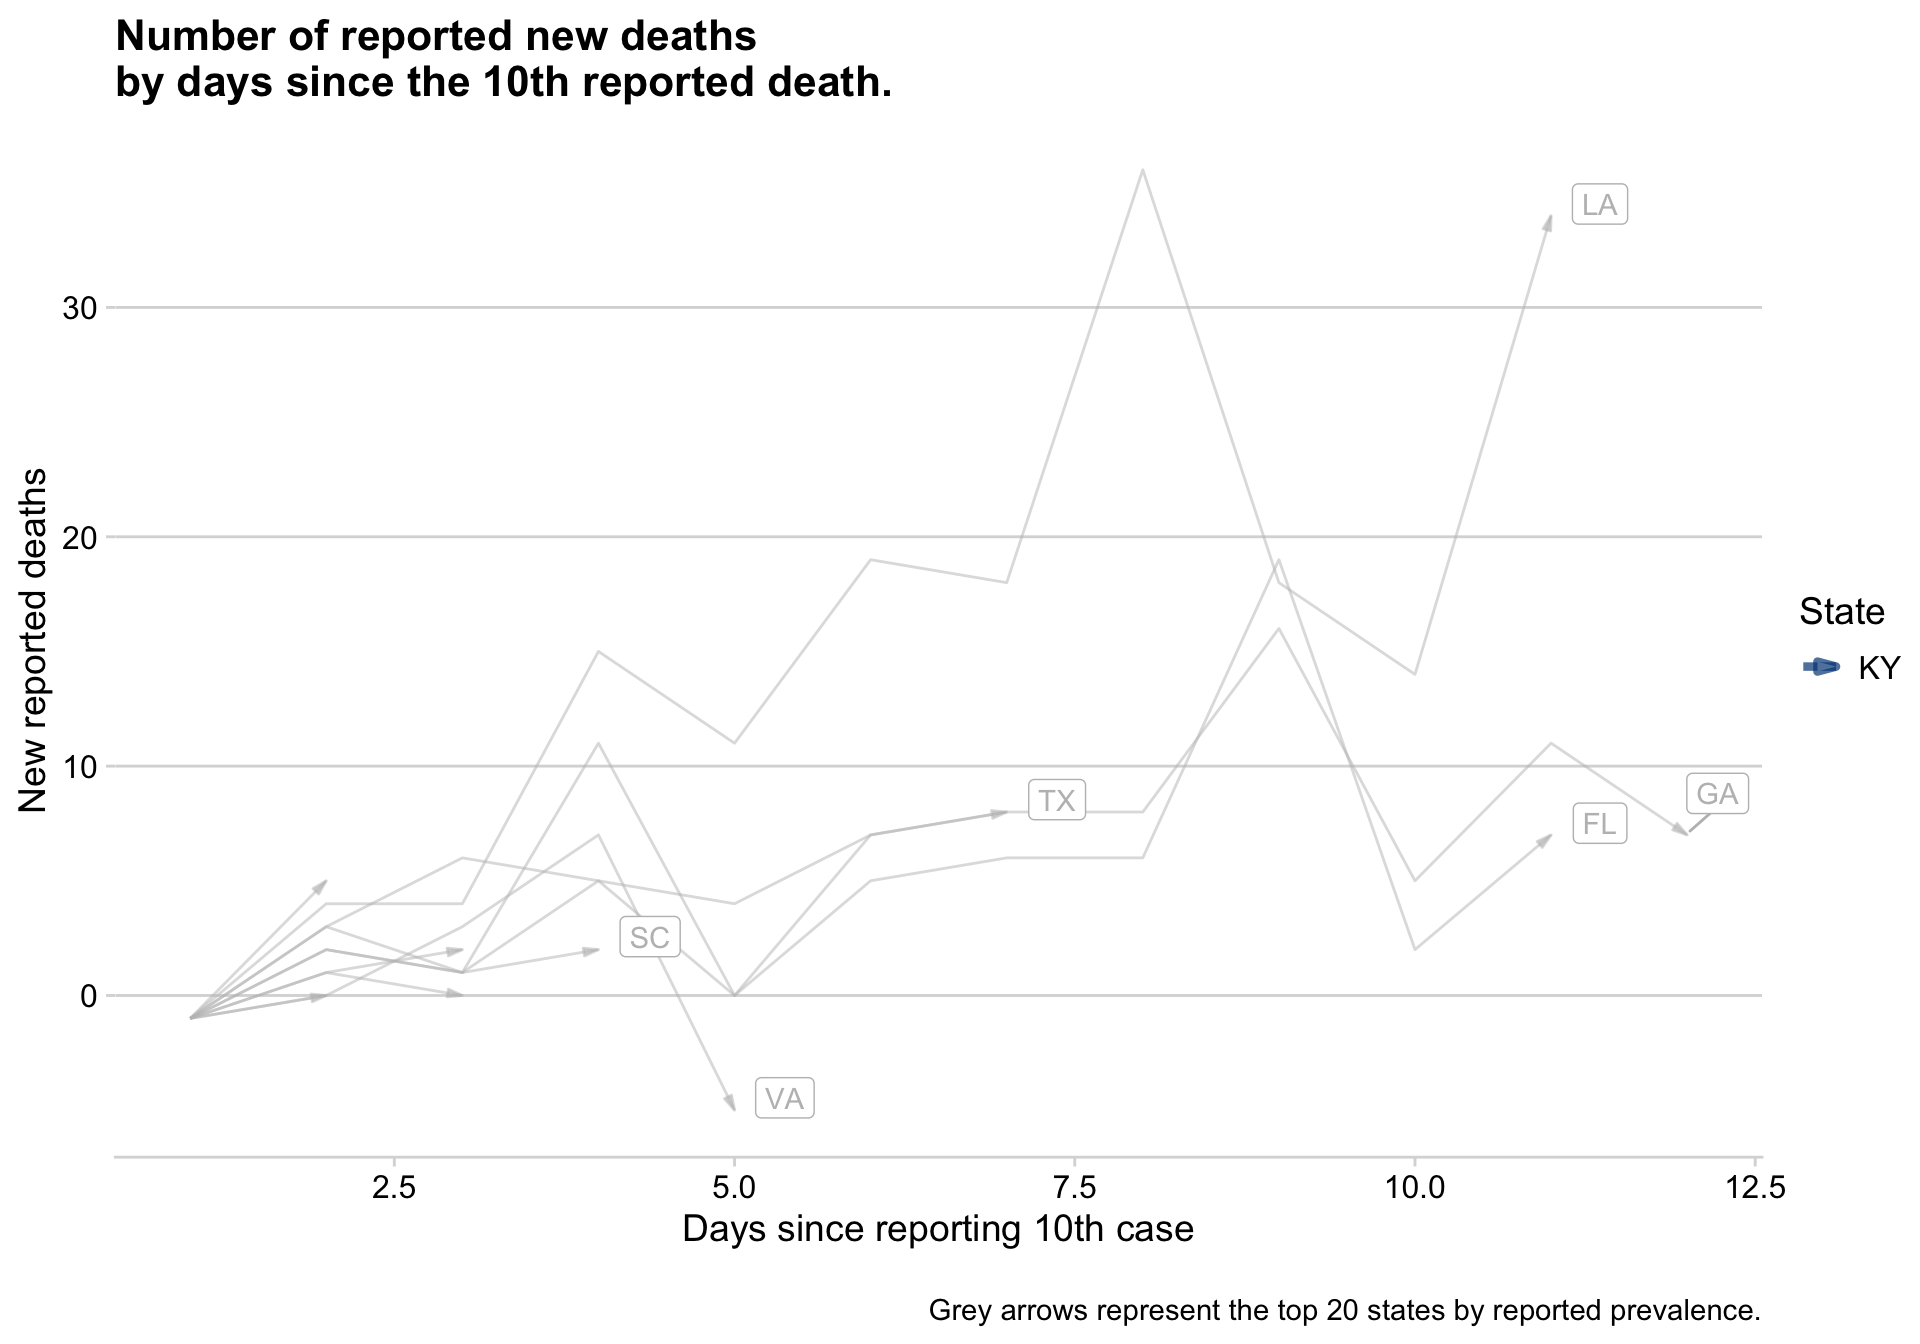 Number of reported new deaths
by days since the 10th reported death.
LA
30
20
10
0
New reported deaths
TX
GA
FL
SC
VA
State
KY
2.5
5.0
7.5
10.0
12.5
Days since reporting 10th case
Grey arrows represent the top 20 states by reported prevalence.